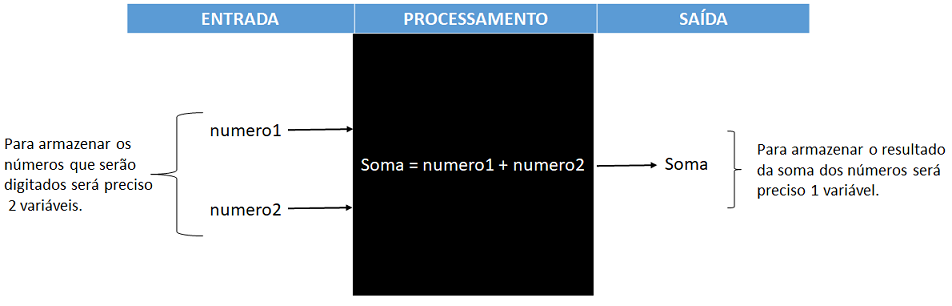 ENTRADA
PROCESSAMENTO
SAÍDA
Para armazenar os
números que serão
digitados será preciso
2 variáveis.
numero1
numero2
Soma = numero1 + numero2
Soma
Para armazenar o resultado
da soma dos números será
preciso 1 variável.